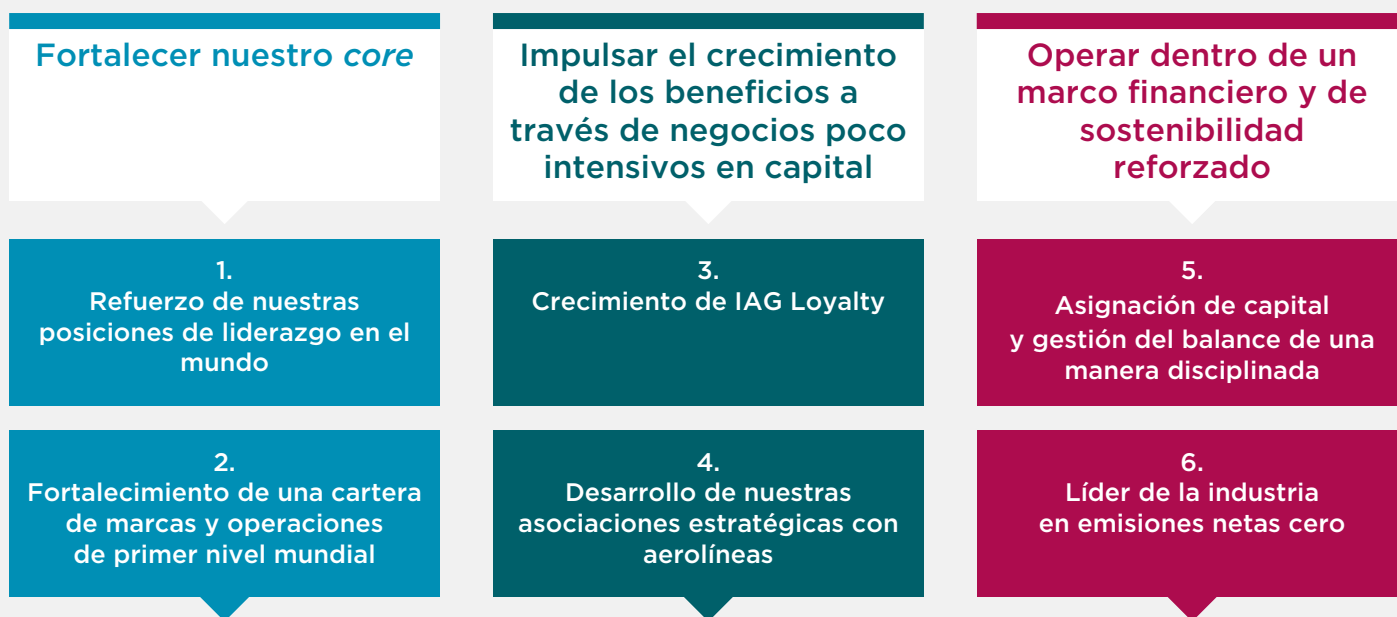 Fortalecer nuestro core
Impulsar el crecimiento
de los beneficios a
través de negocios poco
intensivos en capital
Operar dentro de un
marco financiero y de
sostenibilidad
reforzado
1.
Refuerzo de nuestras
posiciones de liderazgo en el
mundo
3.
Crecimiento de IAG Loyalty
5.
Asignación de capital
y gestión del balance de una
manera disciplinada
2.
Fortalecimiento de una cartera
de marcas y operaciones
de primer nivel mundial
4.
Desarrollo de nuestras
asociaciones estratégicas con
aerolíneas
6.
Líder de la industria
en emisiones netas cero